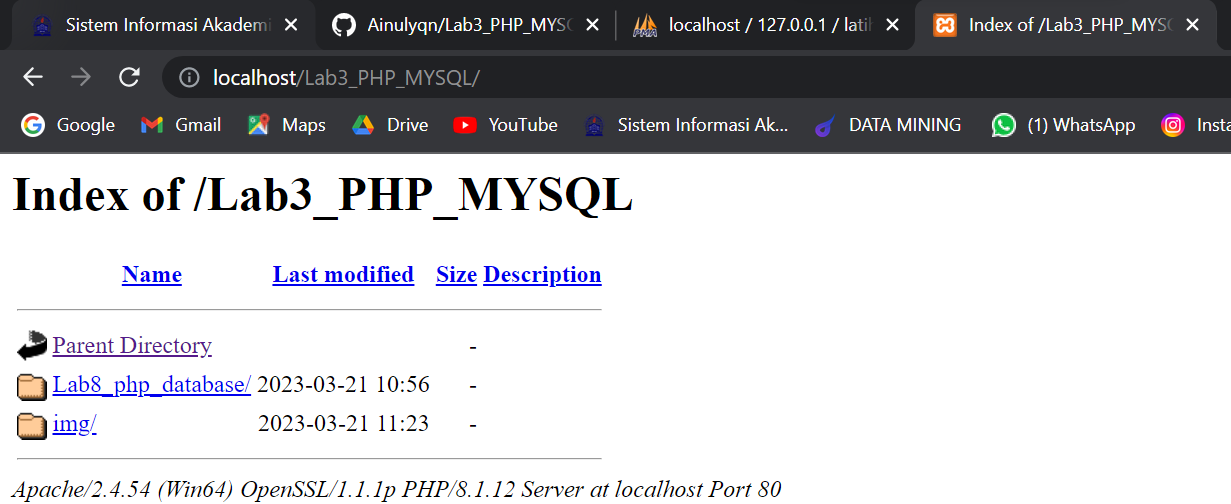 Sistem Informasi Akademi
Ainulyqn/Lab3_PHP_MYSQ
localhost / 127.0.0.1 / latih
Index of /Lab3_PHP_MYSQ
localhost/Lab3_PHP_MYSQL/
Google Gmail Maps Drive YouTube Sistem Informasi Ak... DATA MINING (1) WhatsApp Insta
Index of /Lab3_PHP_MYSQL
Name Last modified Size Description
Parent Directory -
Lab8_php_database/ 2023-03-21 10:56 -
img/ 2023-03-21 11:23 -
Apache/2.4.54 (Win64) OpenSSL/1.1.1p PHP/8.1.12 Server at localhost Port 80